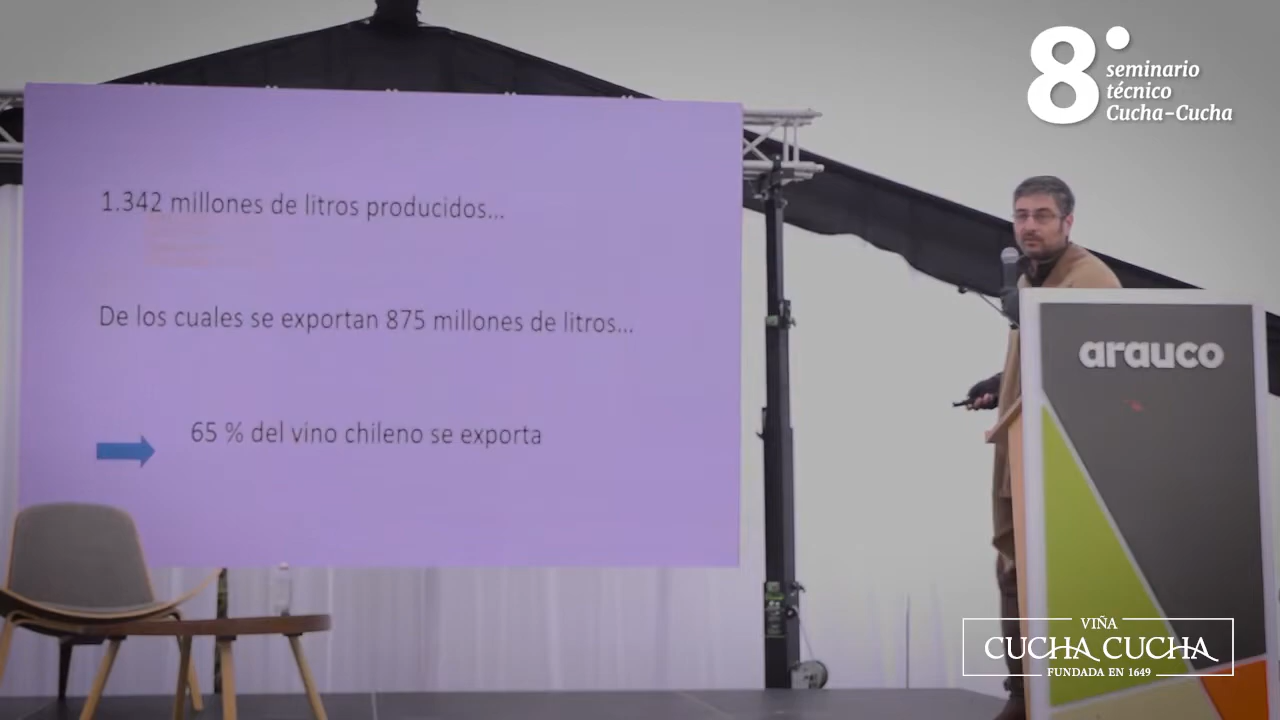 8°
seminario
técnico
Cucha-Cucha
1.342 millones de litros producidos...
De los cuales se exportan 875 millones de litros...
65 % del vino chileno se exporta
arauco
VIÑA
CUCHA CUCHA
FUNDADA EN 1649